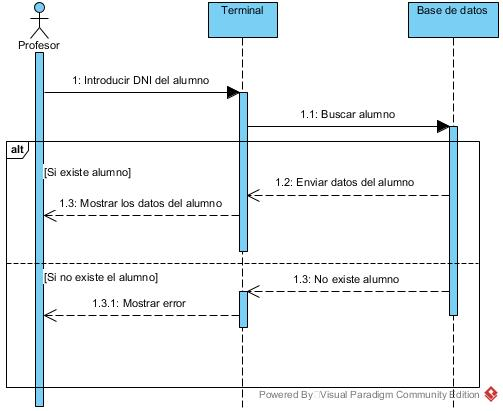 Terminal
Base de datos
Profesor
1: Introducir DNI del alumno
1.1: Buscar alumno
alt
[Si existe alumno]
1.2: Enviar datos del alumno
1.3: Mostrar los datos del alumno
[Si no existe el alumno]
1.3: No existe alumno
1.3.1: Mostrar error
Powered By Visual Paradigm Community Edition